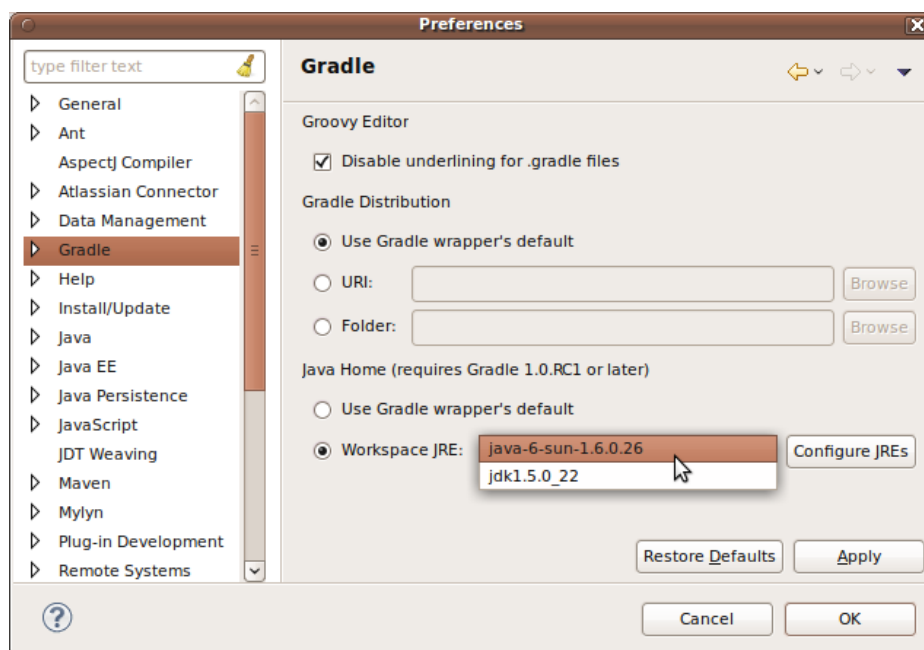 Preferences
type filter text
General
Ant
AspectJ Compiler
Atlassian Connector
Data Management
Gradle
Help
Install/Update
Java
Java EE
Java Persistence
JavaScript
JDT Weaving
Maven
Mylyn
Plug-in Development
Remote Systems
Gradle
Groovy Editor
Disable underlining for .gradle files
Gradle Distribution
Use Gradle wrapper's default
URI: Browse
Folder: Browse
Java Home (requires Gradle 1.0.RC1 or later)
Use Gradle wrapper's default
Workspace JRE: java-6-sun-1.6.0.26 Configure JREs
jdk1.5.0_22
Restore Defaults Apply
? Cancel OK